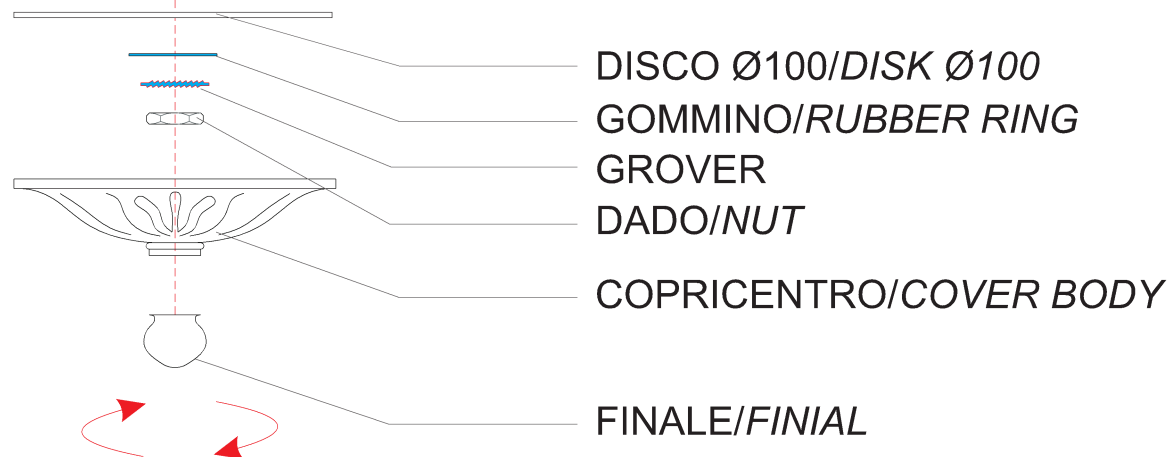 DISCO Ø100/DISK Ø100
GOMMINO/RUBBER RING
GROVER
DADO/NUT
COPRICENTRO/COVER BODY
FINALE/FINIAL